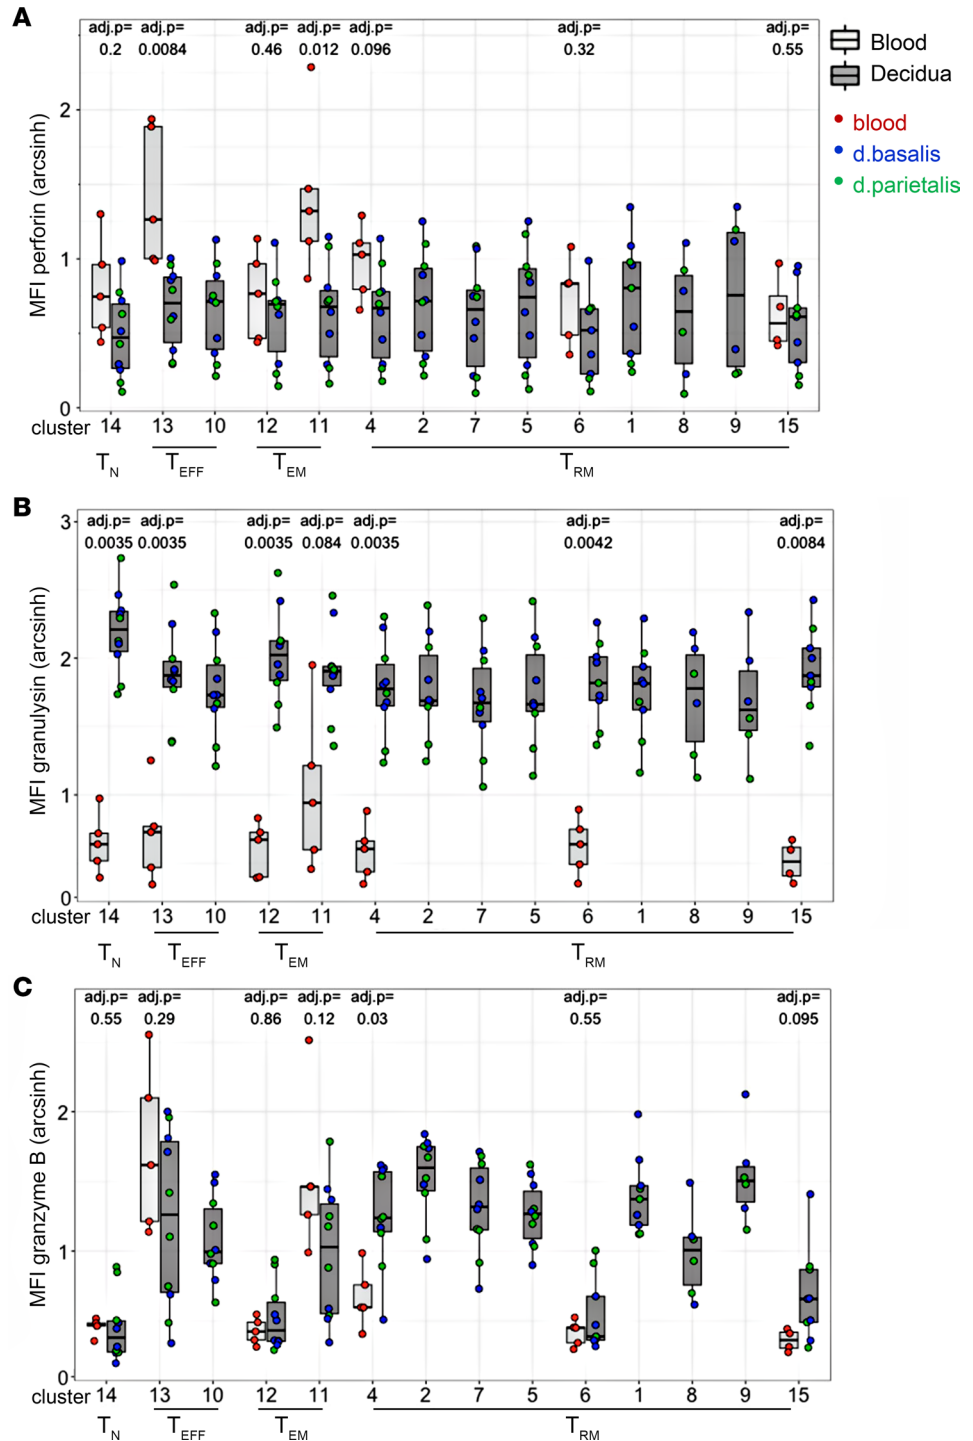 A
adj.p= adj.p= adj.p= adj.p= adj.p= adj.p= adj.p=
0.2 0.0084 0.46 0.012 0.096 0.32 0.55
Blood
Decidua
blood
d.basalis
d.parietalis
MFI perforin (arcsinh)
2
1
0
cluster 14 13 10 12 11 4 2 7 5 6 1 8 9 15
TN TEFF TEM TRM
B
adj.p= adj.p= adj.p= adj.p= adj.p= adj.p= adj.p=
0.0035 0.0035 0.0035 0.084 0.0035 0.0042 0.0084
MFI granulysin (arcsinh)
3
2
1
0
cluster 14 13 10 12 11 4 2 7 5 6 1 8 9 15
TN TEFF TEM TRM
C
adj.p= adj.p= adj.p= adj.p= adj.p= adj.p= adj.p=
0.55 0.29 0.86 0.12 0.03 0.55 0.095
MFI granzyme B (arcsinh)
2
1
0
cluster 14 13 10 12 11 4 2 7 5 6 1 8 9 15
TN TEFF TEM TRM